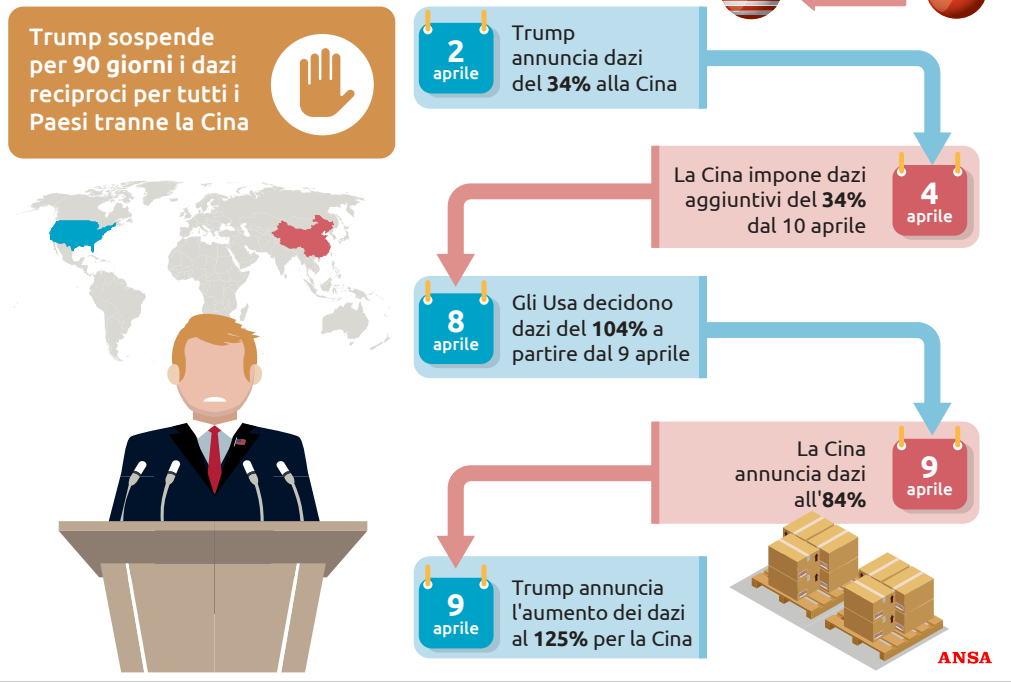 Trump sospende
per 90 giorni i dazi
reciproci per tutti i
Paesi tranne la Cina
2
aprile
Trump
annuncia dazi
del 34% alla Cina
La Cina impone dazi
aggiuntivi del 34%
dal 10 aprile
4
aprile
8
aprile
Gli Usa decidono
dazi del 104% a
partire dal 9 aprile
La Cina
annuncia dazi
all'84%
9
aprile
9
aprile
Trump annuncia
l'aumento dei dazi
al 125% per la Cina
ANSA